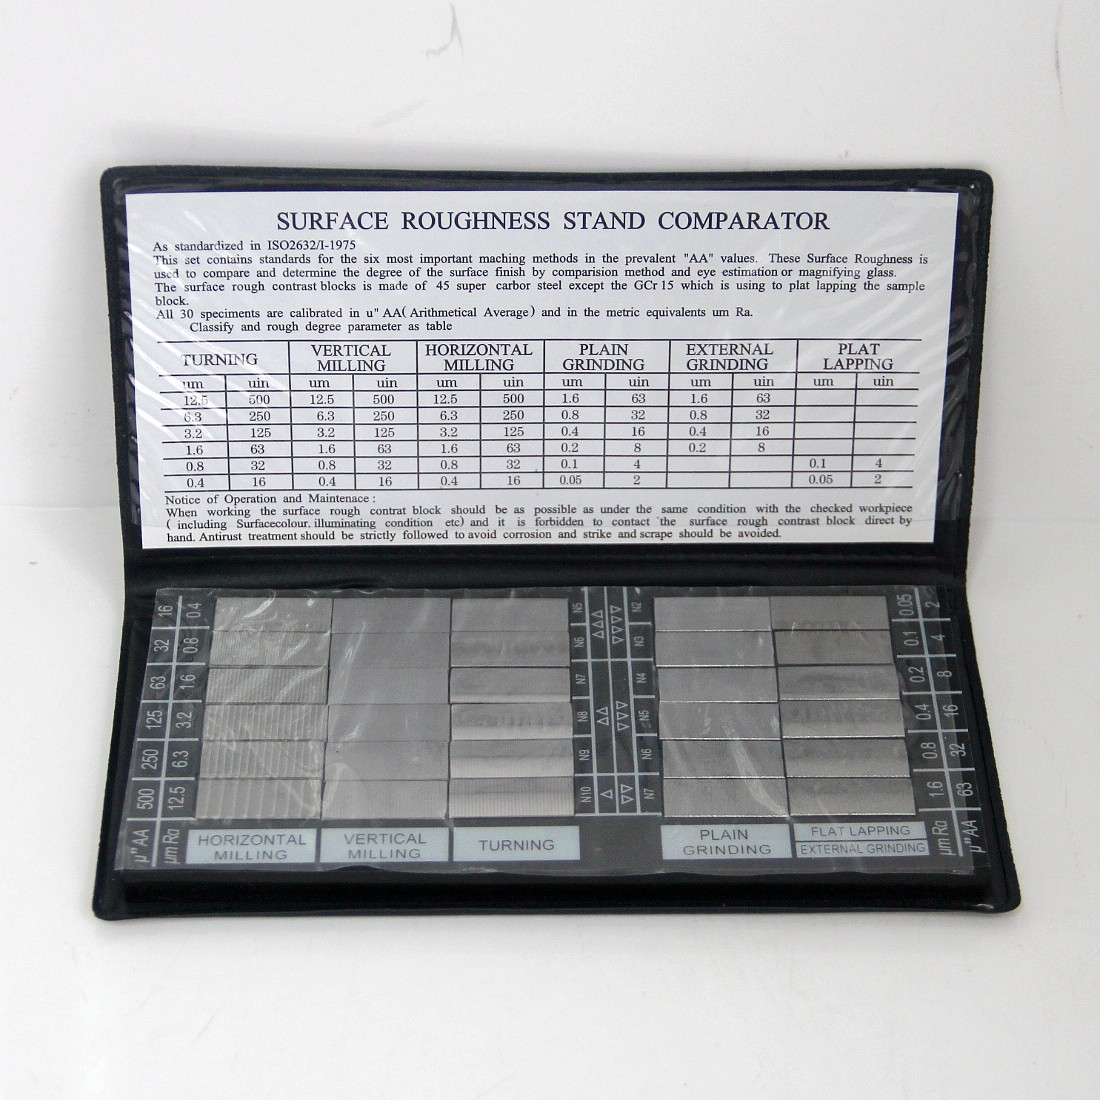 SURFACE ROUGHNESS STAND COMPARATOR
As standardized in ISO2632/I-1975
This set contains standards for the six most important maching methods in the prevalent "AA" values. These Surface Roughness is
used to compare and determine the degree of the surface finish by comparision method and eye estimation or magnifying glass.
The surface rough contrast blocks is made of 45 super carbor steel except the GCr15 which is using to plat lapping the sample
block.
All 30 speciments are calibrated in u" AA( Arithmetical Average) and in the metric equivalents um Ra.
Classify and rough degree parameter as table
TURNING VERTICAL MILLING HORIZONTAL MILLING PLAIN GRINDING EXTERNAL GRINDING PLAT LAPPING
um uin um uin um uin um uin um uin um uin
12.5 500 12.5 500 12.5 500 1.6 63 1.6 63
6.3 250 6.3 250 6.3 250 0.8 32 0.8 32
3.2 125 3.2 125 3.2 125 0.4 16 0.4 16
1.6 63 1.6 63 1.6 63 0.2 8 0.2 8
0.8 32 0.8 32 0.8 32 0.1 4 0.1 4
0.4 16 0.4 16 0.4 16 0.05 2 0.05 2
Notice of Operation and Maintenace :
When working the surface rough contrat block should be as possible as under the same condition with the checked workpiece
( including Surfacecolour. illuminating condition etc) and it is forbidden to contact the surface rough contrast block direct by
hand. Antirust treatment should be strictly followed to avoid corrosion and strike and scrape should be avoided.
16 0.4 N5 N2 0.05 2
32 0.8 N6 N3 0.1 4
63 1.6 N7 N4 0.2 8
125 3.2 N8 N5 0.4 16
250 6.3 N9 N6 0.8 32
500 12.5 N10 N7 1.6 63
µ"AA µmRa µmRa µ"AA
HORIZONTAL MILLING
VERTICAL MILLING
TURNING
PLAIN GRINDING
FLAT LAPPING
EXTERNAL GRINDING